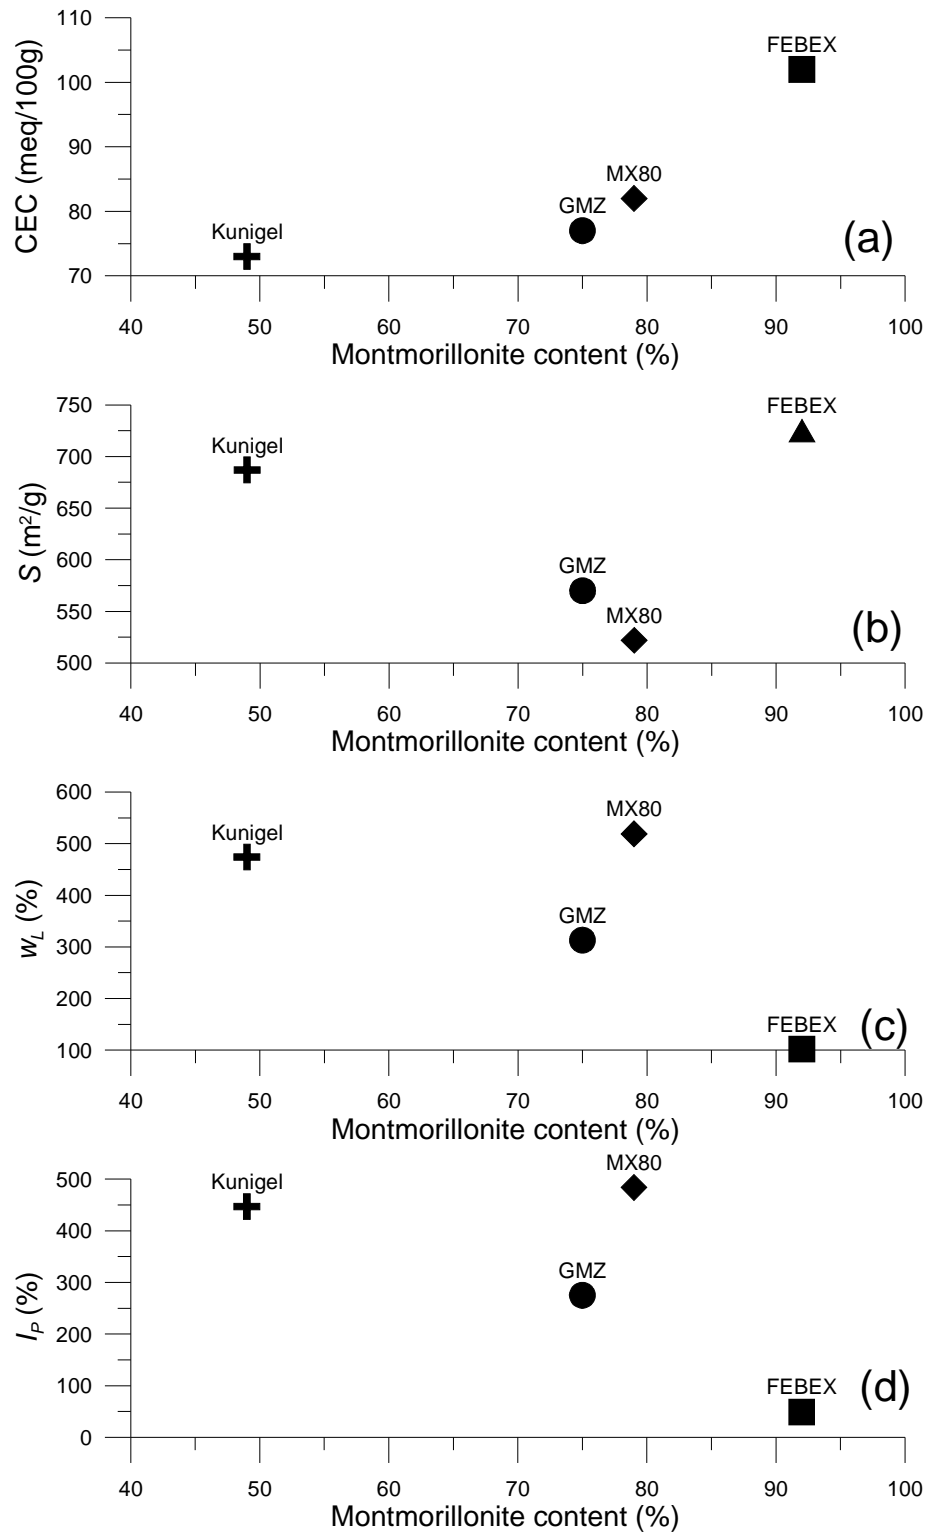 110
100
90
80
70
CEC (meq/100g)
FEBEX
MX80
GMZ
Kunigel
(a)
40 50 60 70 80 90 100
Montmorillonite content (%)
750
700
650
600
550
500
S (m²/g)
FEBEX
Kunigel
GMZ
MX80
(b)
40 50 60 70 80 90 100
Montmorillonite content (%)
600
500
400
300
200
100
w_L (%)
MX80
Kunigel
GMZ
FEBEX
(c)
40 50 60 70 80 90 100
Montmorillonite content (%)
500
400
300
200
100
0
I_P (%)
MX80
Kunigel
GMZ
FEBEX
(d)
40 50 60 70 80 90 100
Montmorillonite content (%)